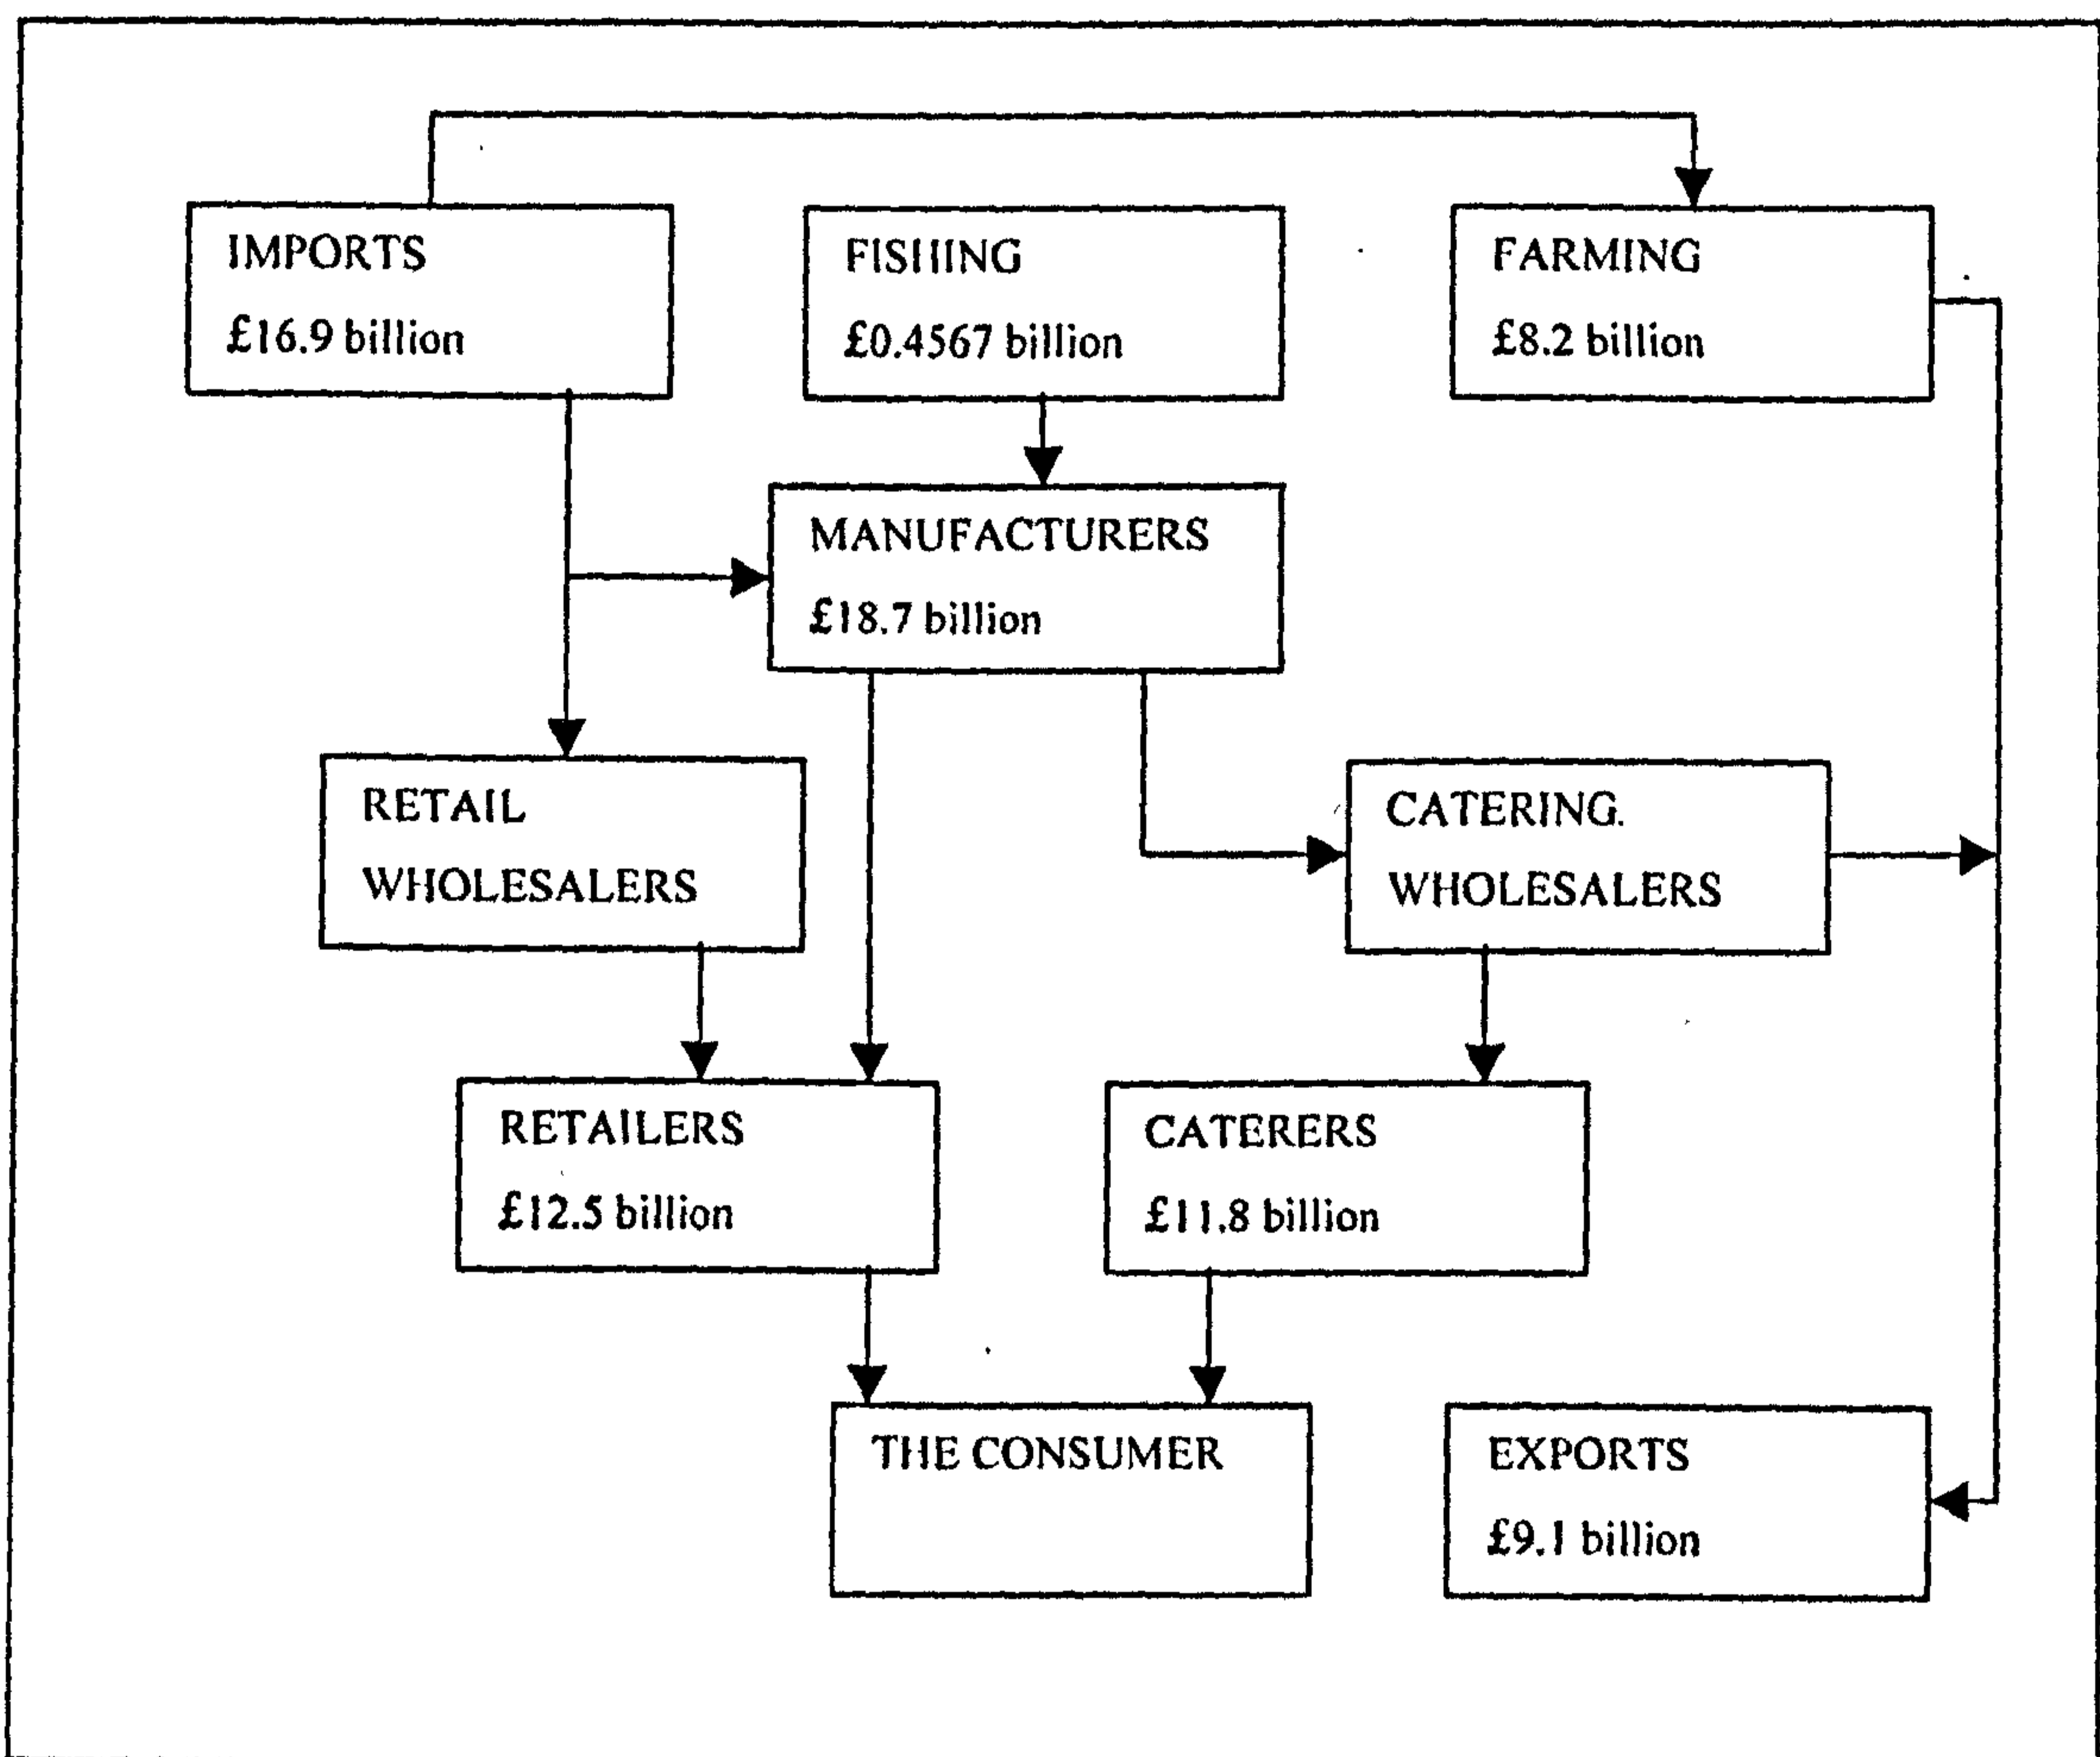 IMPORTS
£16.9 billion
FISHING
£0.4567 billion
FARMING
£8.2 billion
MANUFACTURERS
£18.7 billion
RETAIL
WHOLESALERS
CATERING.
WHOLESALERS
RETAILERS
£12.5 billion
CATERERS
£11.8 billion
THE CONSUMER
EXPORTS
£9.1 billion